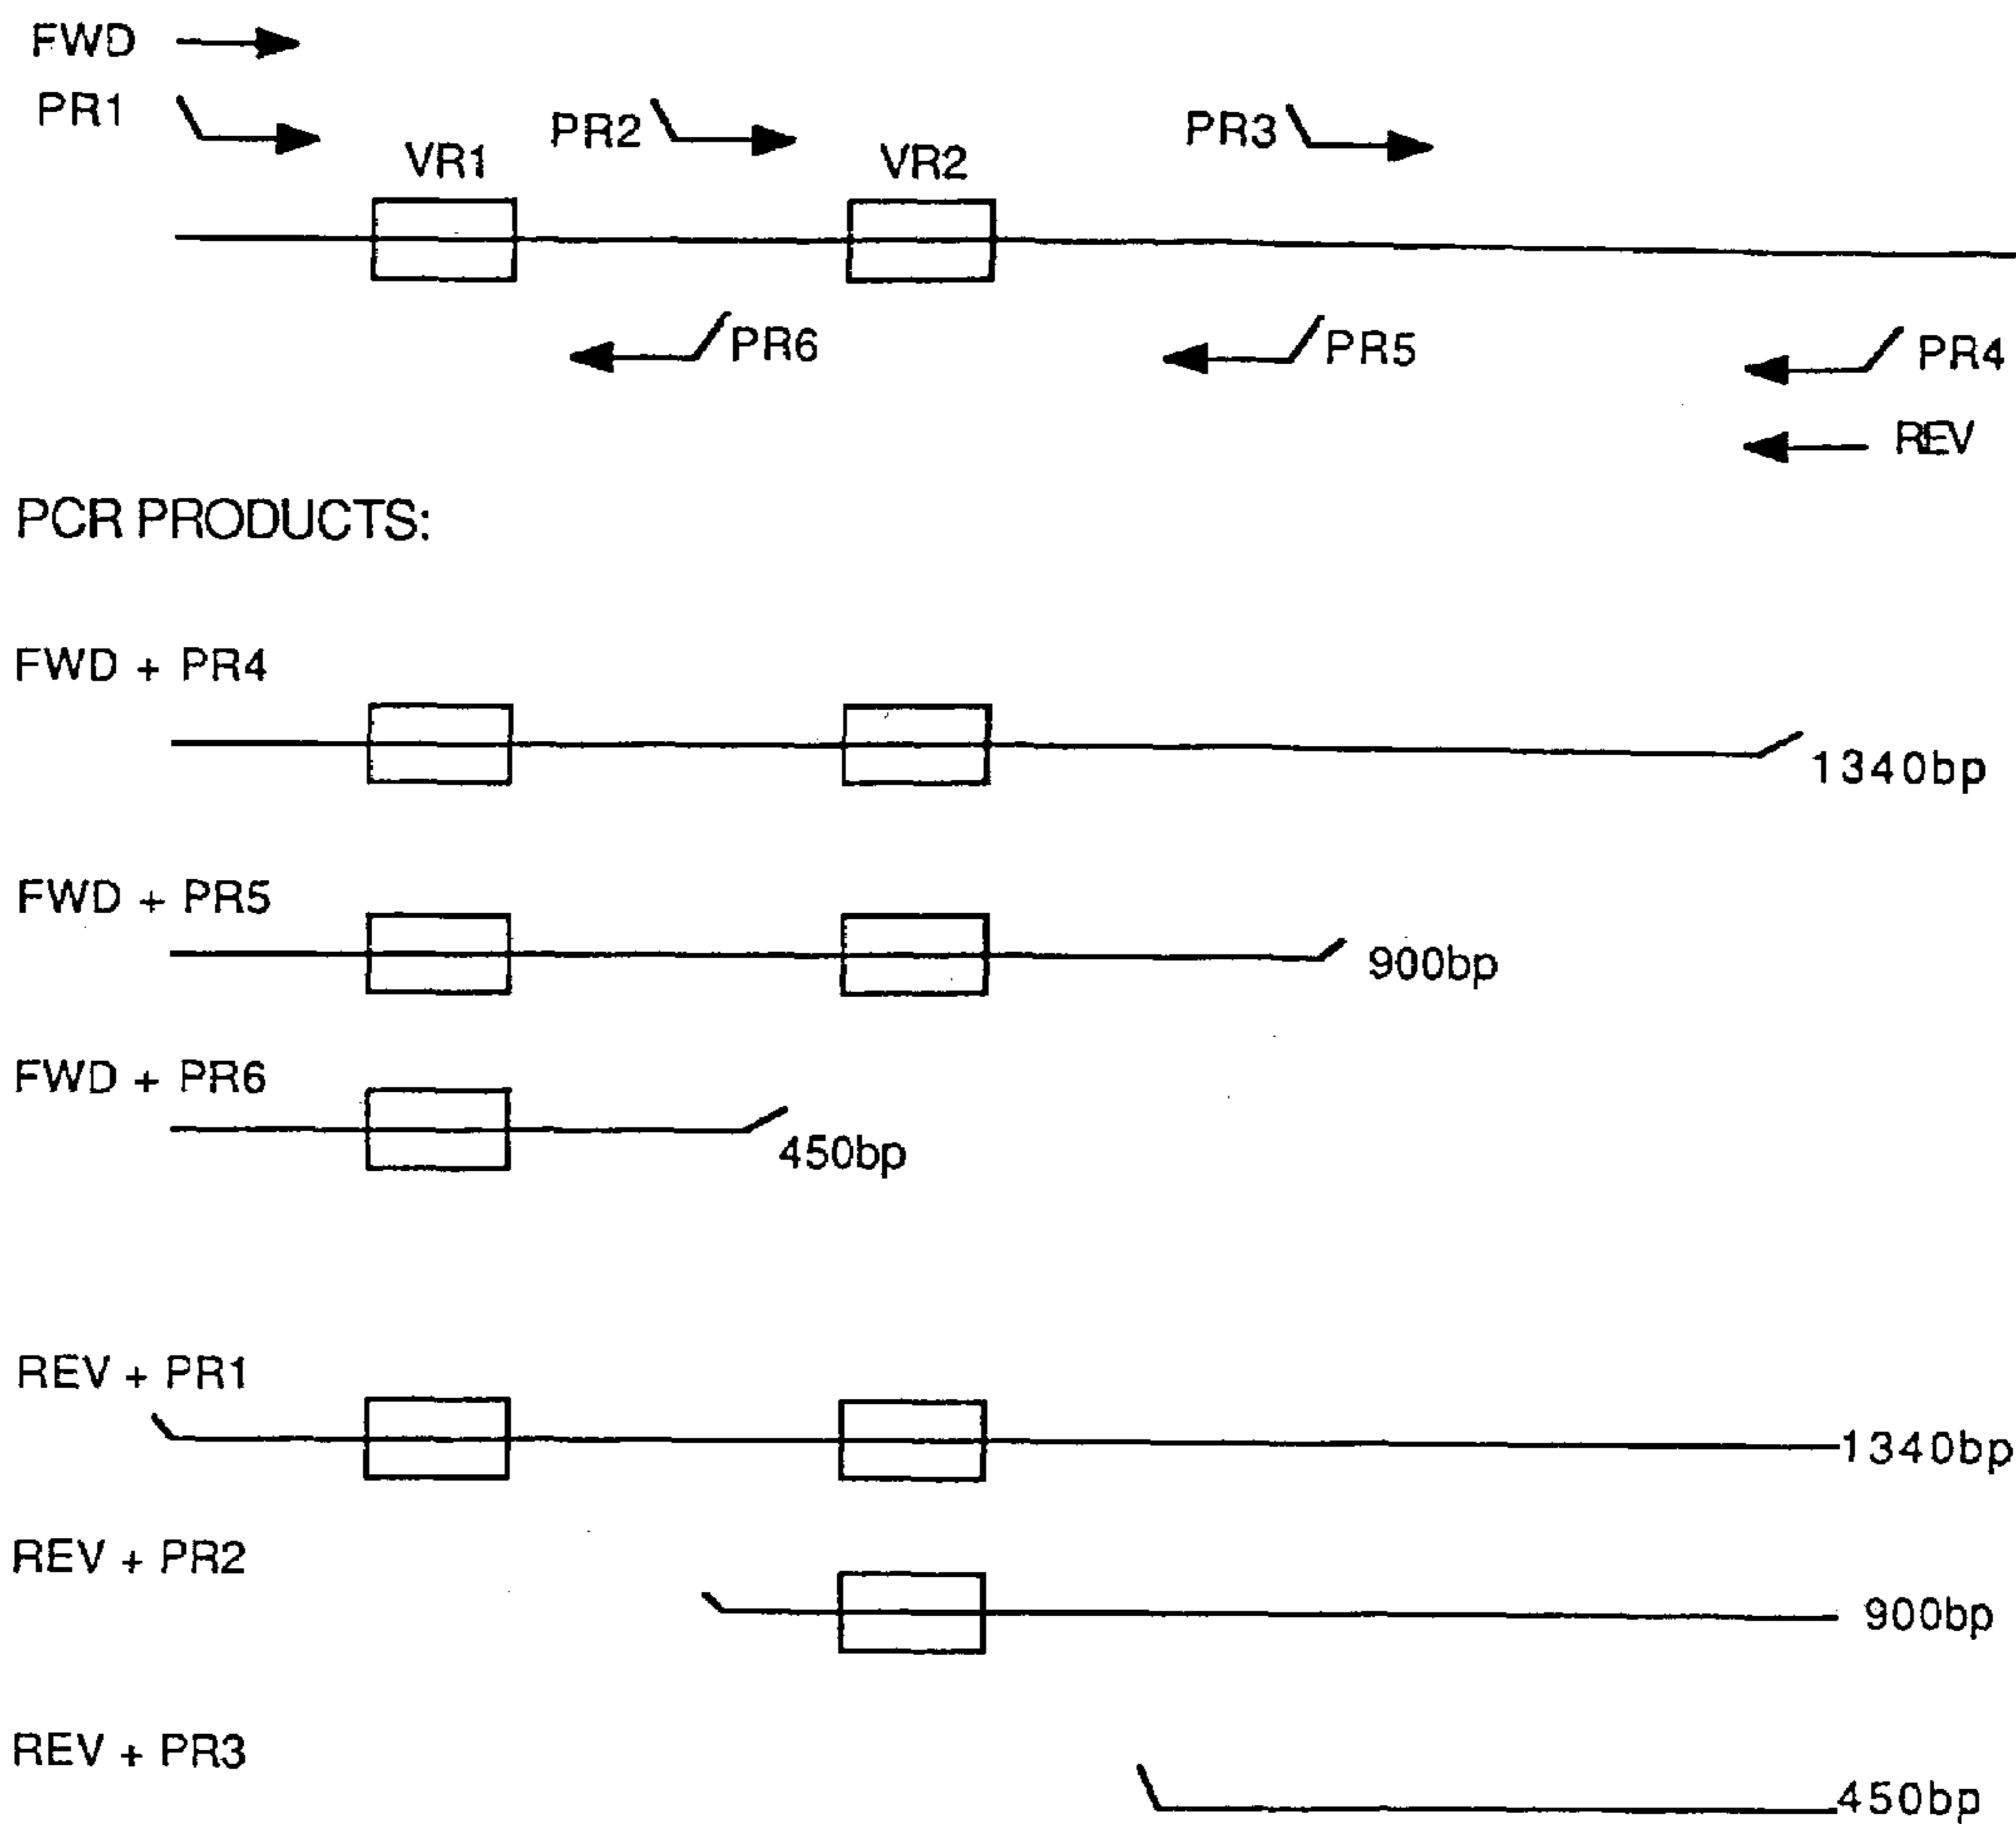 FWD
PR1
VR1
PR2
VR2
PR3
PR6
PR5
PR4
REV
PCR PRODUCTS:
FWD + PR4
1340bp
FWD + PR5
900bp
FWD + PR6
450bp
REV + PR1
1340bp
REV + PR2
900bp
REV + PR3
450bp